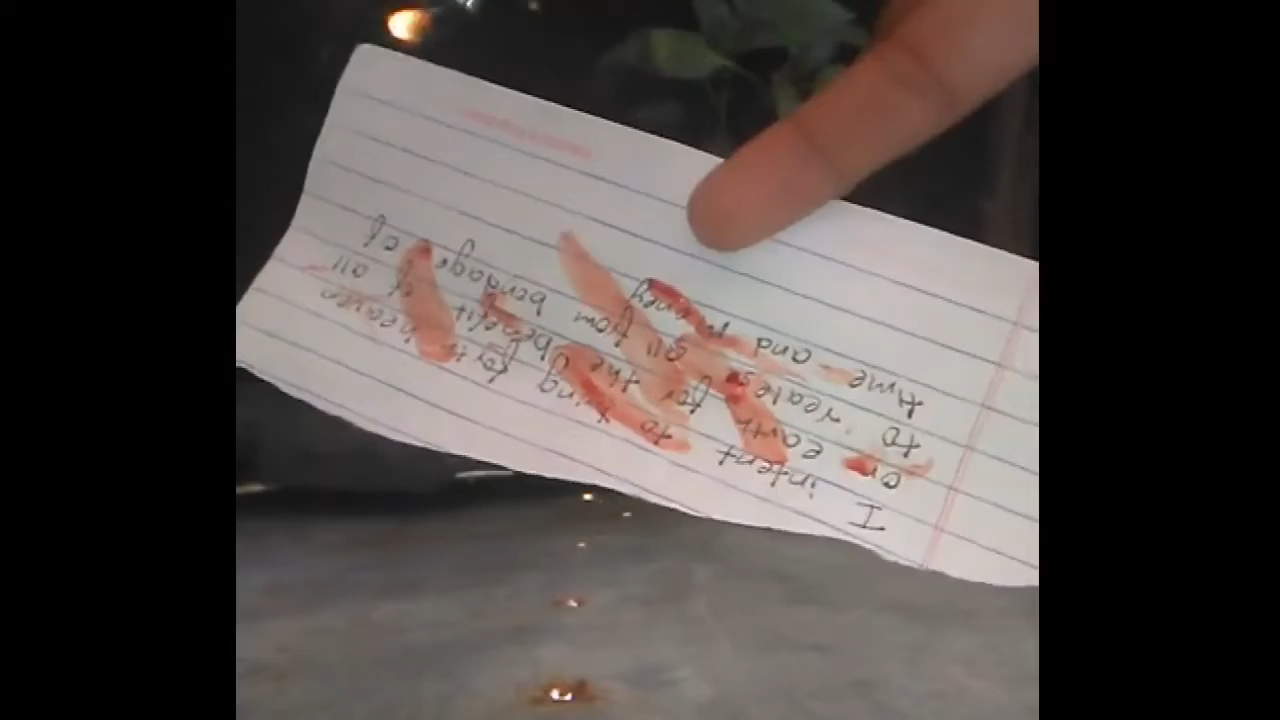 I intent to bring forth heaven
on earth for the benefit of all
to realese all from bondage of
time and money